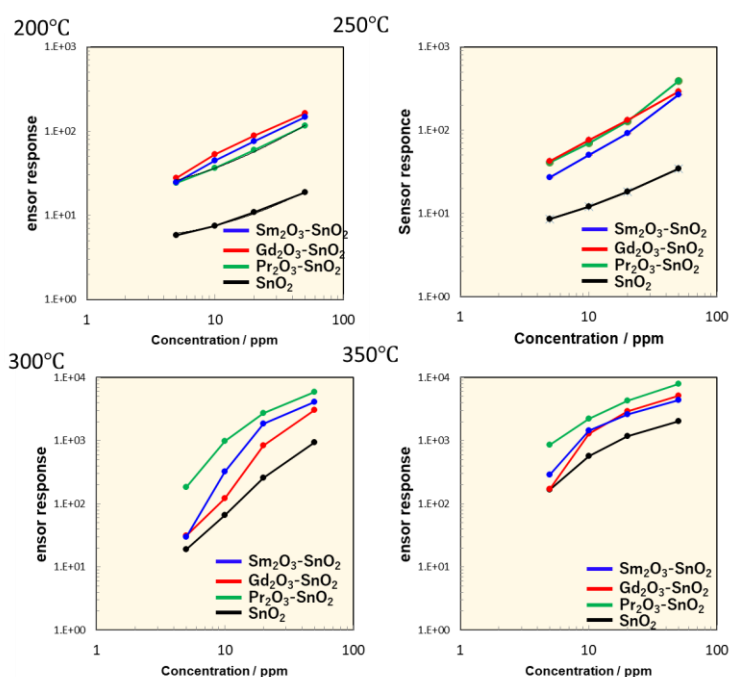 200℃
1.E+03
1.E+02
1.E+01
1.E+00
ensor response
Sm₂O₃-SnO₂
Gd₂O₃-SnO₂
Pr₂O₃-SnO₂
SnO₂
1
10
100
Concentration / ppm
250℃
1.E+03
1.E+02
1.E+01
1.E+00
Sensor responce
Sm₂O₃-SnO₂
Gd₂O₃-SnO₂
Pr₂O₃-SnO₂
SnO₂
1
10
100
Concentration / ppm
300℃
1.E+04
1.E+03
1.E+02
1.E+01
1.E+00
ensor response
Sm₂O₃-SnO₂
Gd₂O₃-SnO₂
Pr₂O₃-SnO₂
SnO₂
1
10
100
Concentration / ppm
350℃
1.E+04
1.E+03
1.E+02
1.E+01
1.E+00
ensor response
Sm₂O₃-SnO₂
Gd₂O₃-SnO₂
Pr₂O₃-SnO₂
SnO₂
1
10
100
Concentration / ppm